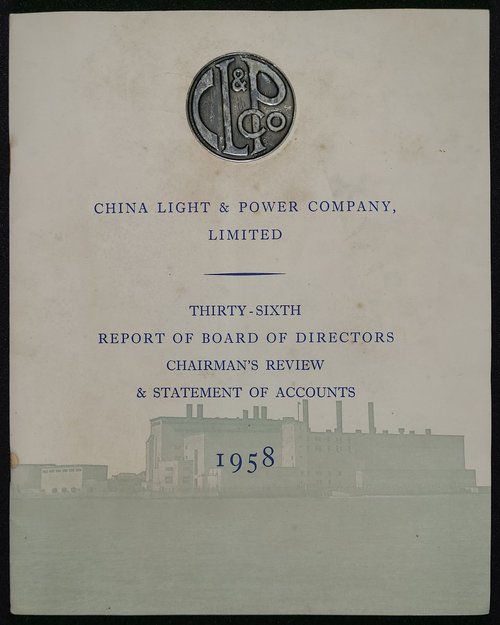 CL&PCo
CHINA LIGHT & POWER COMPANY,
LIMITED
THIRTY-SIXTH
REPORT OF BOARD OF DIRECTORS
CHAIRMAN'S REVIEW
& STATEMENT OF ACCOUNTS
1958